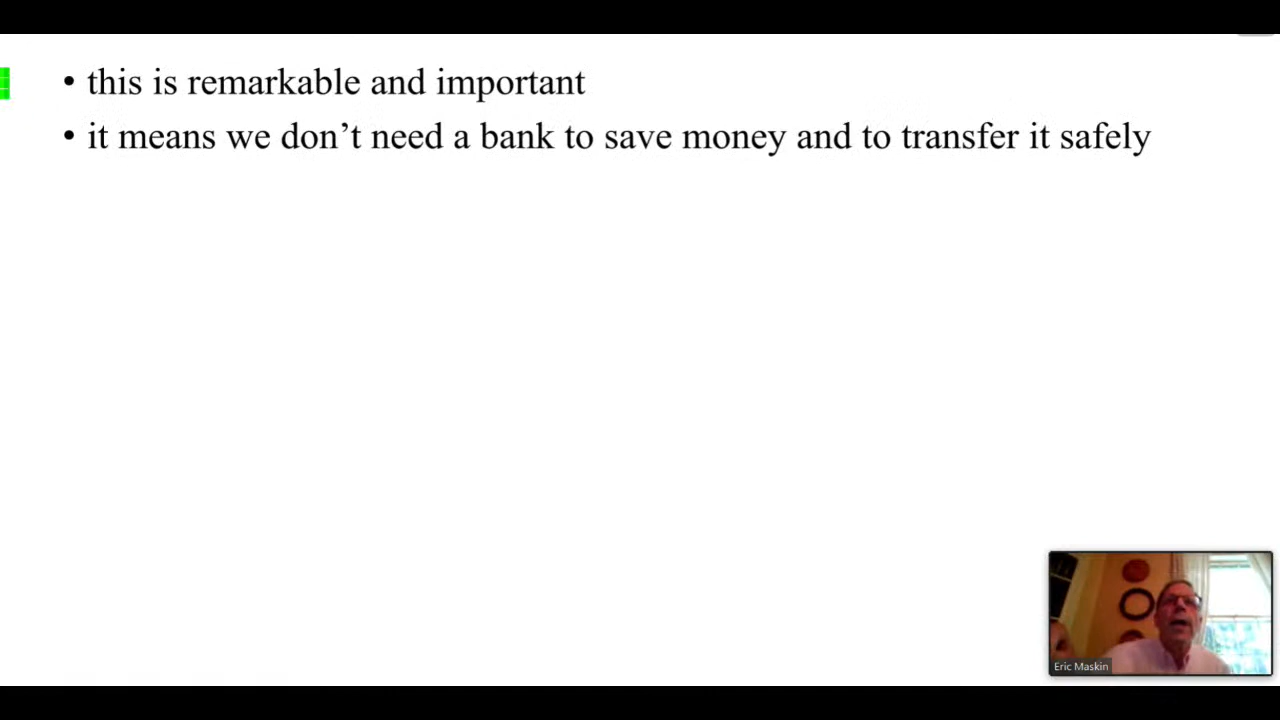 • this is remarkable and important
• it means we don’t need a bank to save money and to transfer it safely
Eric Maskin